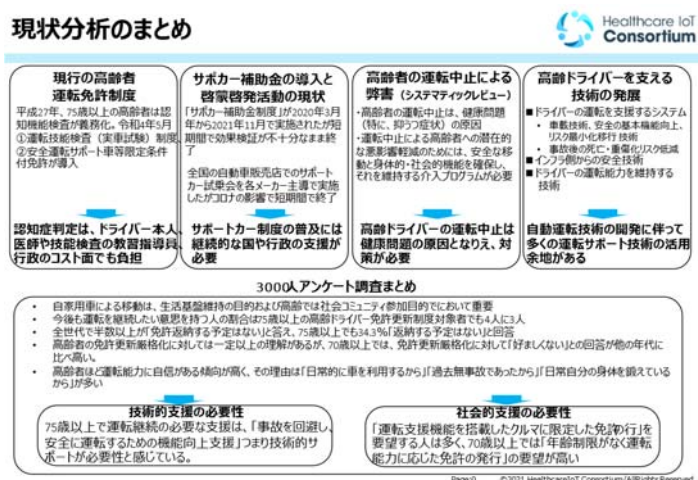 現状分析のまとめ
Healthcare IoT
Consortium
現行の高齢者
運転免許制度
平成27年、75歳以上の高齢者は認
知機能検査が義務化。令和4年5月
①運転技能検査（実車試験）制度、
②安全運転サポート車等限定条件
付免許が導入
認知症判定は、ドライバー本人、
医師や技能検査の教習指導員、
行政のコスト面でも負担
サポカー補助金の導入と
啓蒙啓発活動の現状
「サポカー補助金制度」が2020年3月
年から2021年11月で実施されたが短
期間で効果検証が不十分なまま終
了
全国の自動車販売店でのサポー
トカー試乗会を各メーカー主導で実施
したがコロナの影響で短期間で終了
サポートカー制度の普及には
継続的な国や行政の支援が
必要
高齢者の運転中止による
弊害（システマティックレビュー）
・高齢者の運転中止は、健康問題
（特に、抑うつ症状）の原因
・運転中止による高齢者への潜在的
な悪影響軽減のためには、安全な移
動と身体的・社会的機能を確保し、
それを維持する介入プログラムが必要
高齢ドライバーの運転中止は
健康問題の原因となりえ、対
策が必要
高齢ドライバーを支える
技術の発展
■ドライバーの運転を支援するシステム
• 車載技術、安全の基本機能向上、
リスク最小化移行 技術
• 事故後の死亡・重傷化リスク低減
■インフラ側からの安全技術
■ドライバーの運転能力を維持する
技術
自動運転技術の開発に伴って
多くの運転サポート技術の活用
余地がある
3000人アンケート調査まとめ
• 自家用車による移動は、生活基盤維持の目的および高齢では社会コミュニティ参加目的でにおいて重要
• 今後も運転を継続したい意思を持つ人の割合は75歳以上の高齢ドライバー免許更新制度対象者でも4人に3人
• 全世代で半数以上が「免許返納する予定はない」と答え、75歳以上でも34.3%「返納する予定はない」と回答
• 高齢者の免許更新厳格化に対しては一定以上の理解があるが、70歳以上では、免許更新厳格化に対して「好ましくない」との回答が他の年代に
比べ高い。
• 高齢者ほど運転能力に自信がある傾向が高く、その理由は「日常的に車を利用するから」「過去無事故であったから」「日常自分の身体を鍛えている
から」が多い
技術的支援の必要性
75歳以上で運転継続の必要な支援は、「事故を回避し、
安全に運転するための機能向上支援」つまり技術的サ
ポートが必要性と感じている。
社会的支援の必要性
「運転支援機能を搭載したクルマに限定した免許の発行」を
要望する人は多く、70歳以上では「年齢制限がなく運転
能力に応じた免許の発行」の要望が高い
Page:0 ©2021 HealthcareIoT Consortium/AllRights Reserved